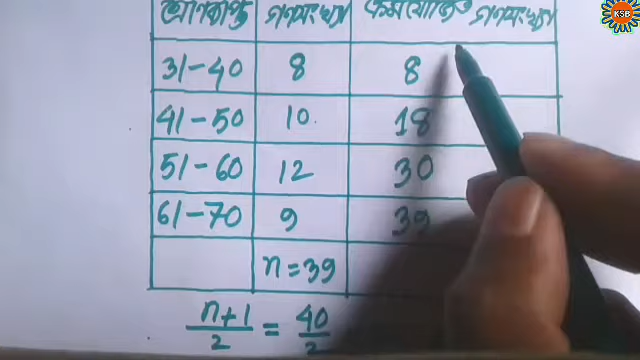 শ্রেণিব্যাপ্তি গণসংখ্যা ক্রমযোজিত গণসংখ্যা
31-40 8 8
41-50 10 18
51-60 12 30
61-70 9 39
n = 39
n+1/2 = 40/2
KSB